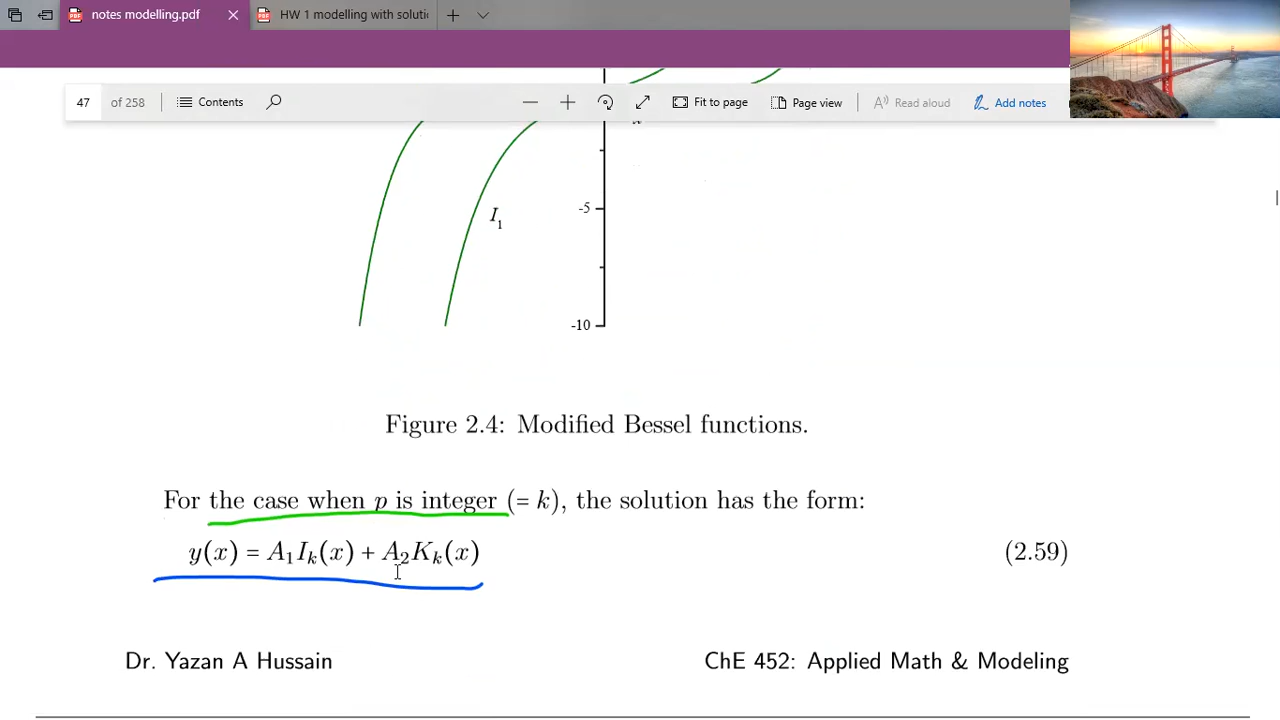 notes modelling.pdf
HW 1 modelling with soluti
47 of 258 Contents Fit to page Page view Read aloud Add notes
I₁
-5
-10
Figure 2.4: Modified Bessel functions.
For the case when p is integer (= k), the solution has the form:
y(x) = A₁Iₖ(x) + A₂Kₖ(x) (2.59)
Dr. Yazan A Hussain ChE 452: Applied Math & Modeling